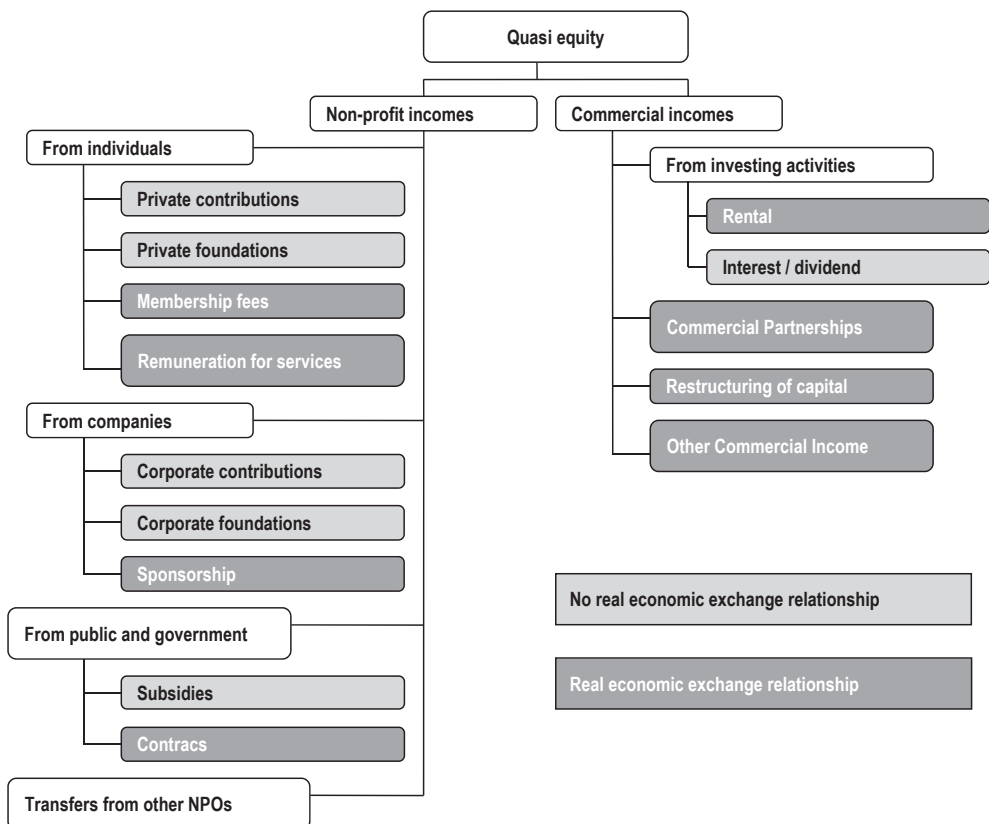 Quasi equity
Non-profit incomes
Commercial incomes
From individuals
Private contributions
Private foundations
Membership fees
Remuneration for services
From companies
Corporate contributions
Corporate foundations
Sponsorship
From public and government
Subsidies
Contracs
Transfers from other NPOs
From investing activities
Rental
Interest / dividend
Commercial Partnerships
Restructuring of capital
Other Commercial Income
No real economic exchange relationship
Real economic exchange relationship